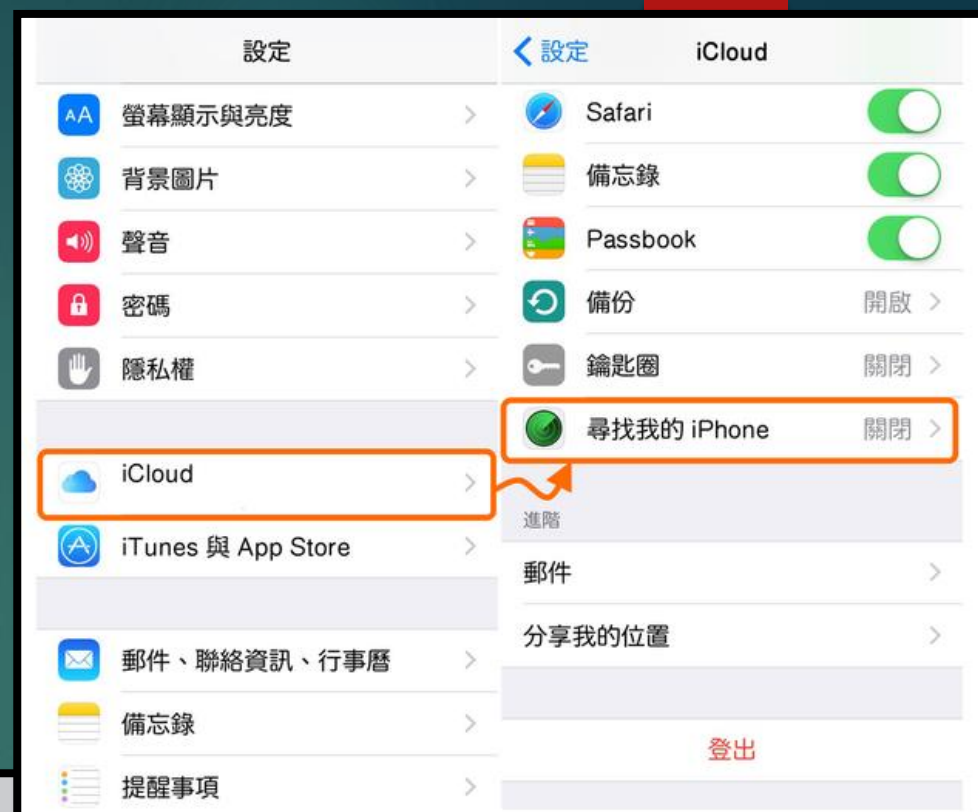 設定
AA 螢幕顯示與亮度
背景圖片
聲音
密碼
隱私權
iCloud
iTunes 與 App Store
郵件、聯絡資訊、行事曆
備忘錄
提醒事項
設定 iCloud
Safari
備忘錄
Passbook
備份 開啟
鑰匙圈 關閉
尋找我的 iPhone 關閉
進階
郵件
分享我的位置
登出